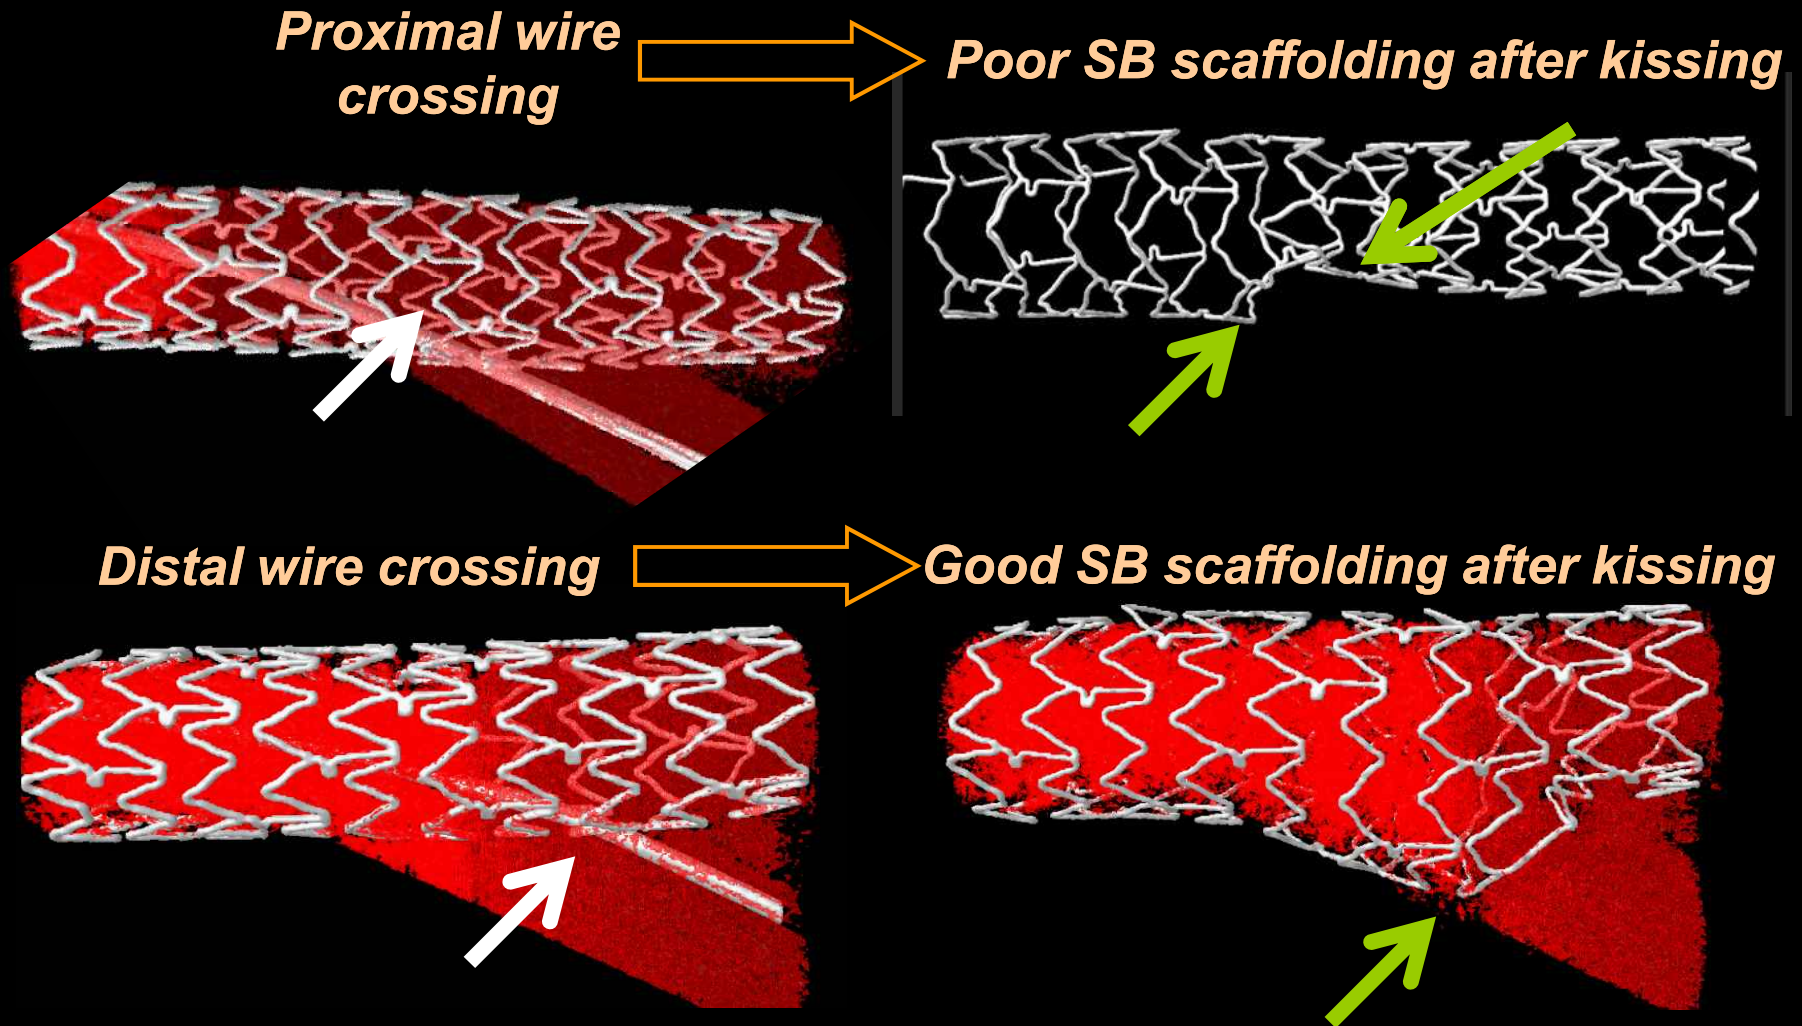 Proximal wire
crossing
Poor SB scaffolding after kissing
Distal wire crossing
Good SB scaffolding after kissing